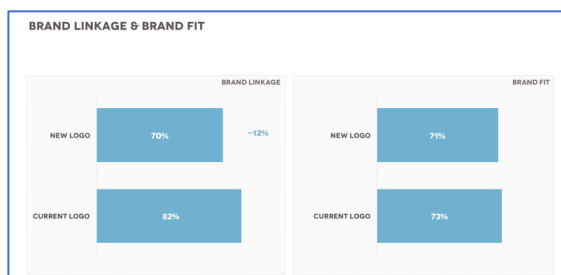 BRAND LINKAGE & BRAND FIT
BRAND LINKAGE
NEW LOGO
70%
-12%
CURRENT LOGO
82%
BRAND FIT
NEW LOGO
71%
CURRENT LOGO
73%